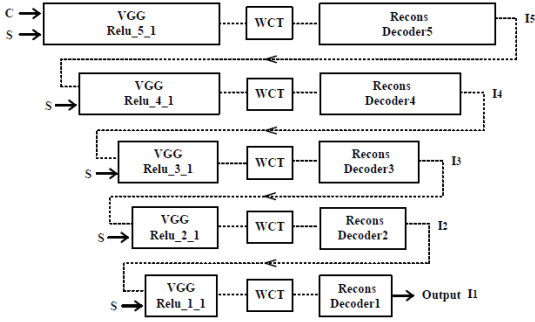 C
S
VGG
Relu_5_1
WCT
Recons
Decoder5
I5
S
VGG
Relu_4_1
WCT
Recons
Decoder4
I4
S
VGG
Relu_3_1
WCT
Recons
Decoder3
I3
S
VGG
Relu_2_1
WCT
Recons
Decoder2
I2
S
VGG
Relu_1_1
WCT
Recons
Decoder1
Output I1